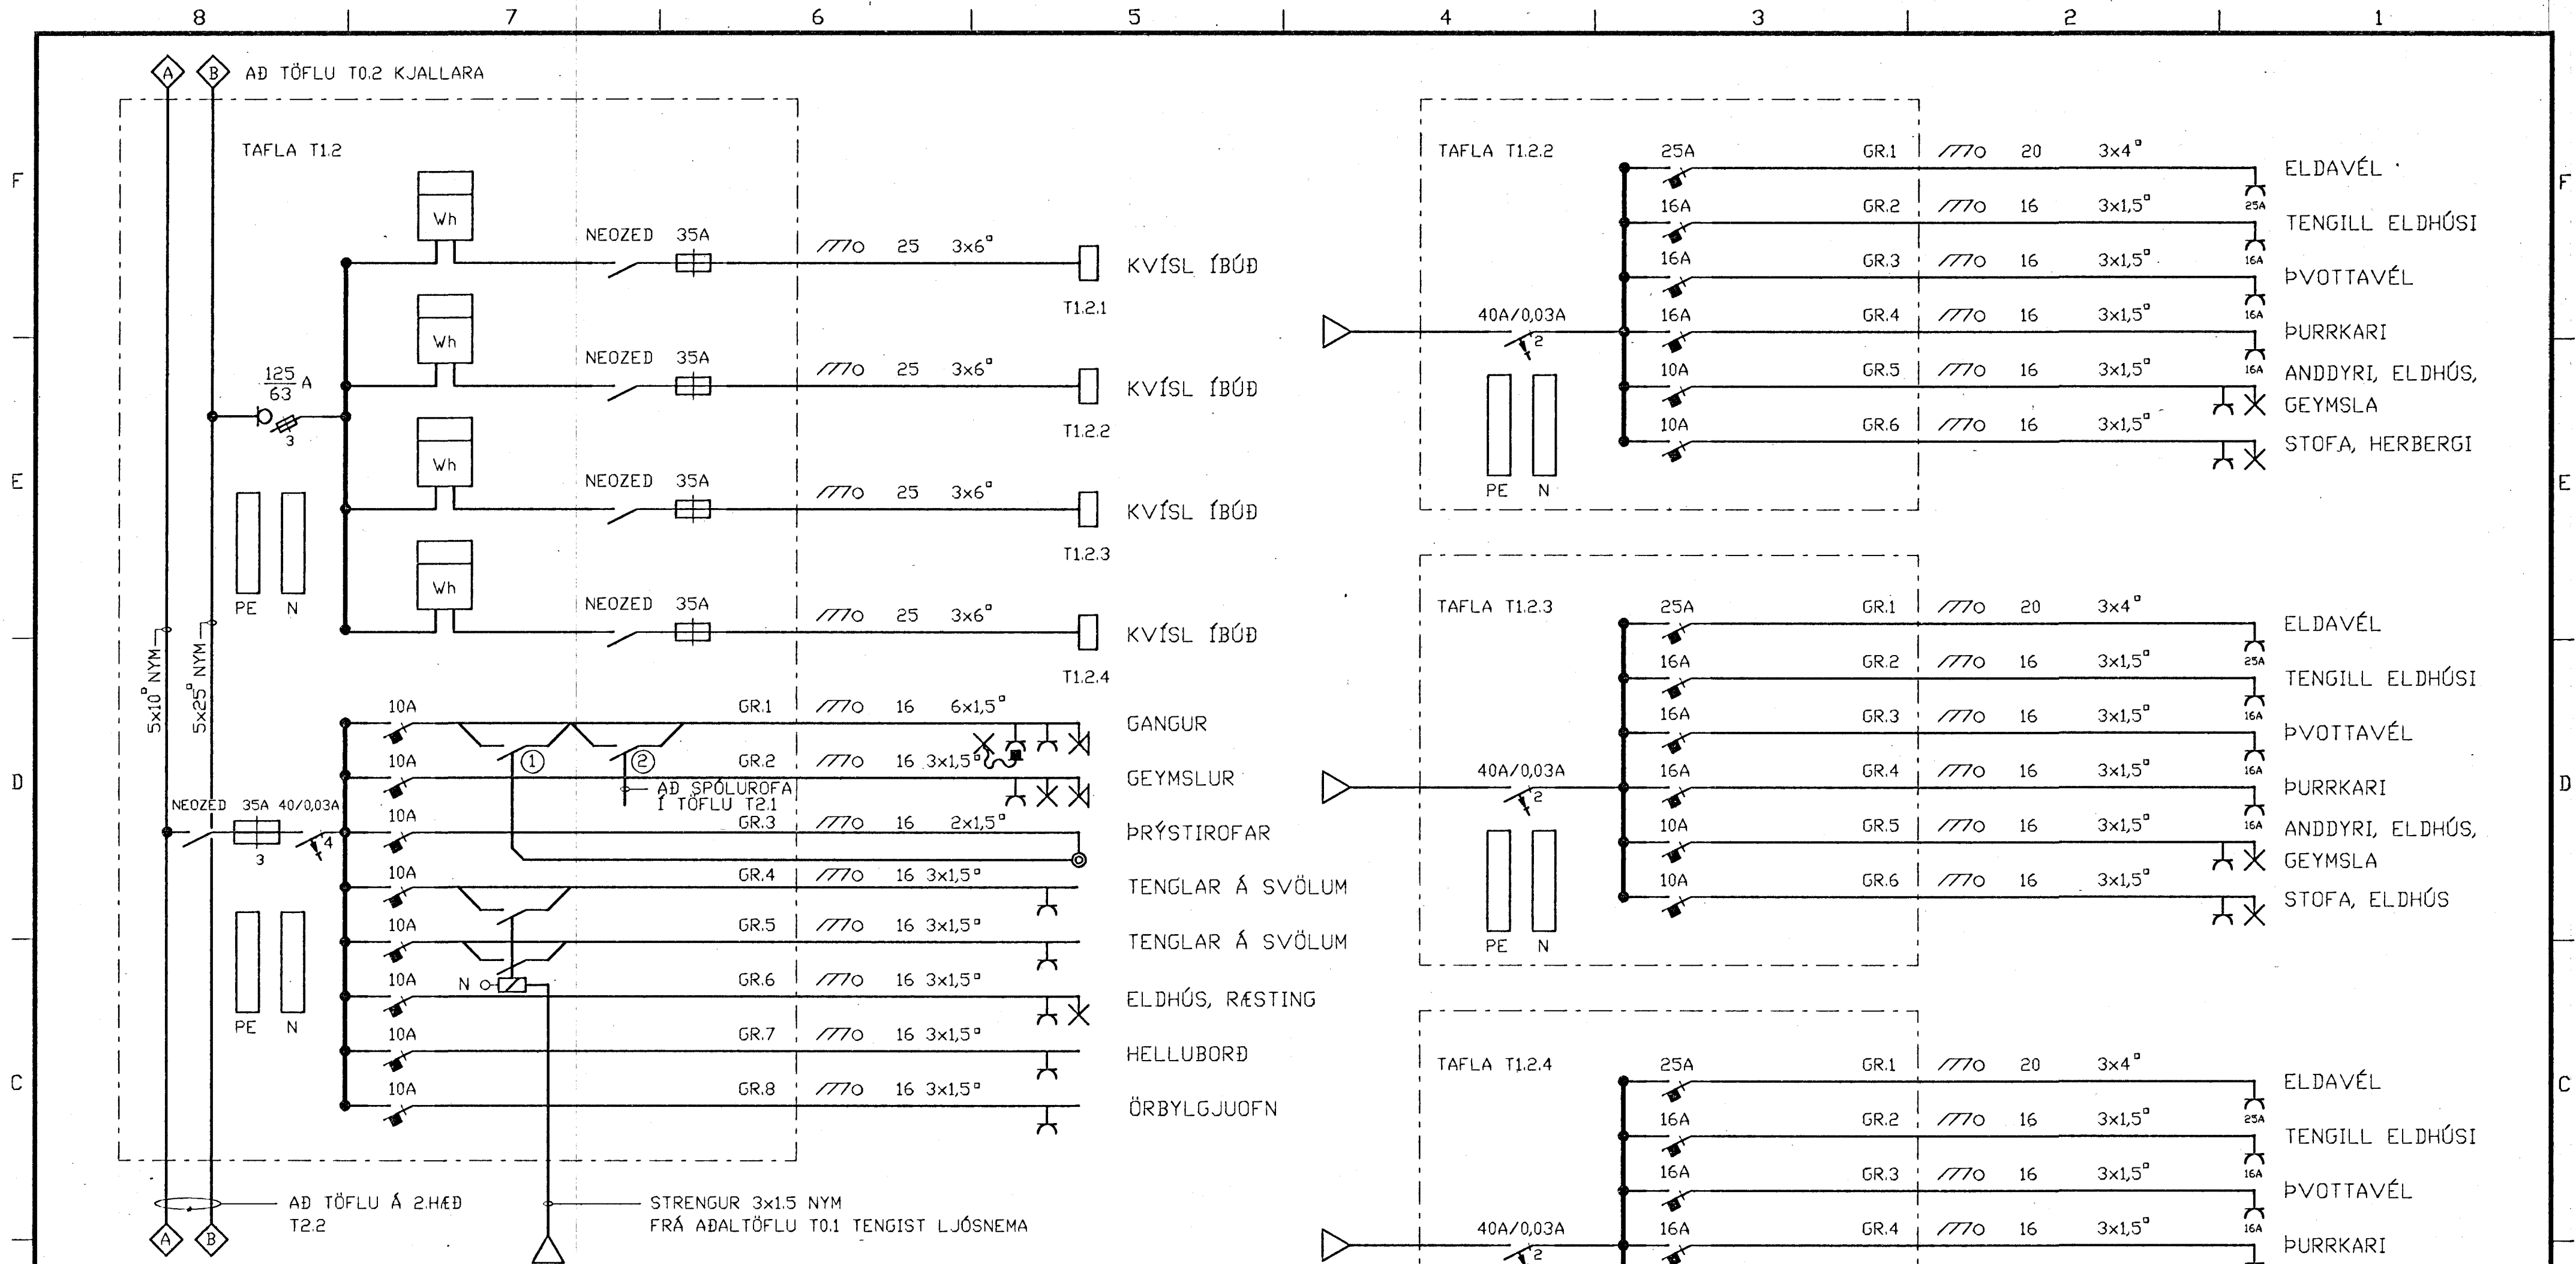 8 7 6 5 4 3 2 1
A B AÐ TÖFLU T0.2 KJALLARA
TAFLA T1.2
F
Wh
NEOZED 35A 25 3x6□
KVÍSL ÍBÚÐ
T1.2.1
Wh
NEOZED 35A 25 3x6□
KVÍSL ÍBÚÐ
T1.2.2
125
63 A
3
Wh
NEOZED 35A 25 3x6□
KVÍSL ÍBÚÐ
T1.2.3
E
PE N
Wh
NEOZED 35A 25 3x6□
KVÍSL ÍBÚÐ
T1.2.4
5x10□ NYM
5x25□ NYM
10A GR.1 16 6x1,5□
GANGUR
1 2
10A GR.2 16 3x1,5□
GEYMSLUR
AÐ SPÓLUROFA
Í TÖFLU T2.1
D
NEOZED 35A 40/0,03A
3 4
10A GR.3 16 2x1,5□
ÞRÝSTIROFAR
10A GR.4 16 3x1,5□
TENGLAR Á SVÖLUM
10A GR.5 16 3x1,5□
TENGLAR Á SVÖLUM
PE N
N
10A GR.6 16 3x1,5□
ELDHÚS, RÆSTING
10A GR.7 16 3x1,5□
HELLUBORÐ
C
10A GR.8 16 3x1,5□
ÖRBYLGJUOFN
AÐ TÖFLU Á 2.HÆÐ
T2.2
A B
STRENGUR 3x1.5 NYM
FRÁ AÐALTÖFLU T0.1 TENGIST LJÓSNEMA
TAFLA T1.2.2
25A GR.1 20 3x4□
ELDAVÉL
25A
F
16A GR.2 16 3x1,5□
TENGILL ELDHÚSI
16A
16A GR.3 16 3x1,5□
ÞVOTTAVÉL
16A
40A/0,03A
2
16A GR.4 16 3x1,5□
ÞURRKARI
16A
10A GR.5 16 3x1,5□
ANDDYRI, ELDHÚS,
GEYMSLA
10A GR.6 16 3x1,5□
STOFA, HERBERGI
PE N
E
TAFLA T1.2.3
25A GR.1 20 3x4□
ELDAVÉL
25A
16A GR.2 16 3x1,5□
TENGILL ELDHÚSI
16A
16A GR.3 16 3x1,5□
ÞVOTTAVÉL
16A
40A/0,03A
2
16A GR.4 16 3x1,5□
ÞURRKARI
16A
D
10A GR.5 16 3x1,5□
ANDDYRI, ELDHÚS,
GEYMSLA
10A GR.6 16 3x1,5□
STOFA, ELDHÚS
PE N
TAFLA T1.2.4
25A GR.1 20 3x4□
ELDAVÉL
25A
C
16A GR.2 16 3x1,5□
TENGILL ELDHÚSI
16A
16A GR.3 16 3x1,5□
ÞVOTTAVÉL
16A
40A/0,03A
2
16A GR.4 16 3x1,5□
ÞURRKARI